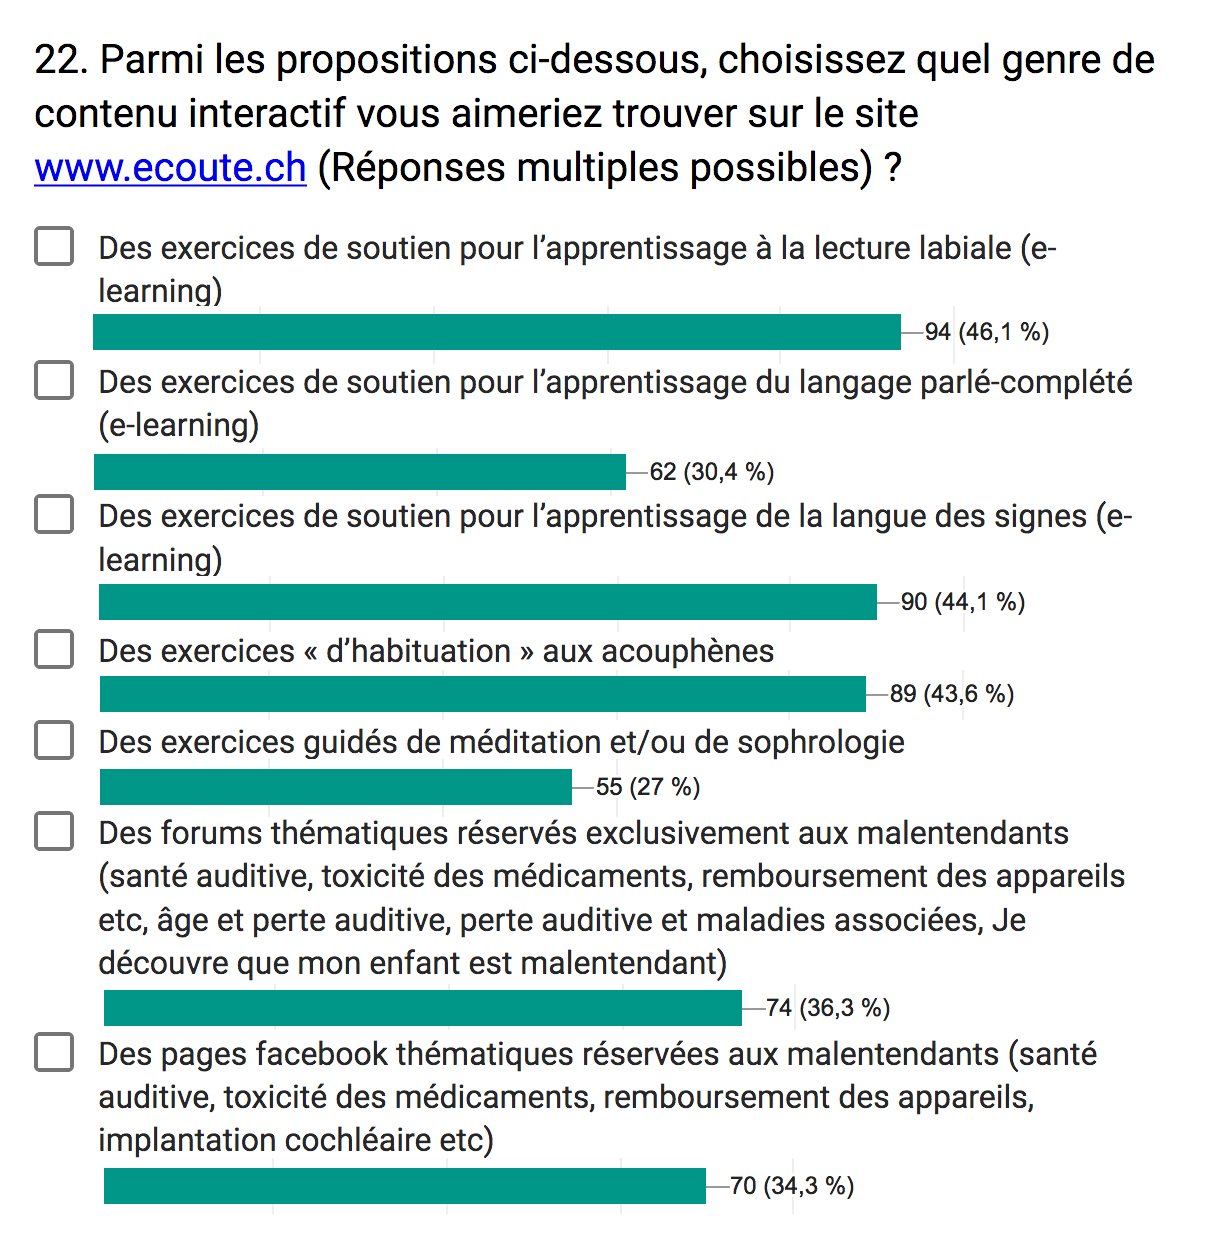 22. Parmi les propositions ci-dessous, choisissez quel genre de
contenu interactif vous aimeriez trouver sur le site
www.ecoute.ch (Réponses multiples possibles) ?
Des exercices de soutien pour l’apprentissage à la lecture labiale (e-
learning)
94 (46,1 %)
Des exercices de soutien pour l’apprentissage du langage parlé-complété
(e-learning)
62 (30,4 %)
Des exercices de soutien pour l’apprentissage de la langue des signes (e-
learning)
90 (44,1 %)
Des exercices « d’habituation » aux acouphènes
89 (43,6 %)
Des exercices guidés de méditation et/ou de sophrologie
55 (27 %)
Des forums thématiques réservés exclusivement aux malentendants
(santé auditive, toxicité des médicaments, remboursement des appareils
etc, âge et perte auditive, perte auditive et maladies associées, Je
découvre que mon enfant est malentendant)
74 (36,3 %)
Des pages facebook thématiques réservées aux malentendants (santé
auditive, toxicité des médicaments, remboursement des appareils,
implantation cochléaire etc)
70 (34,3 %)